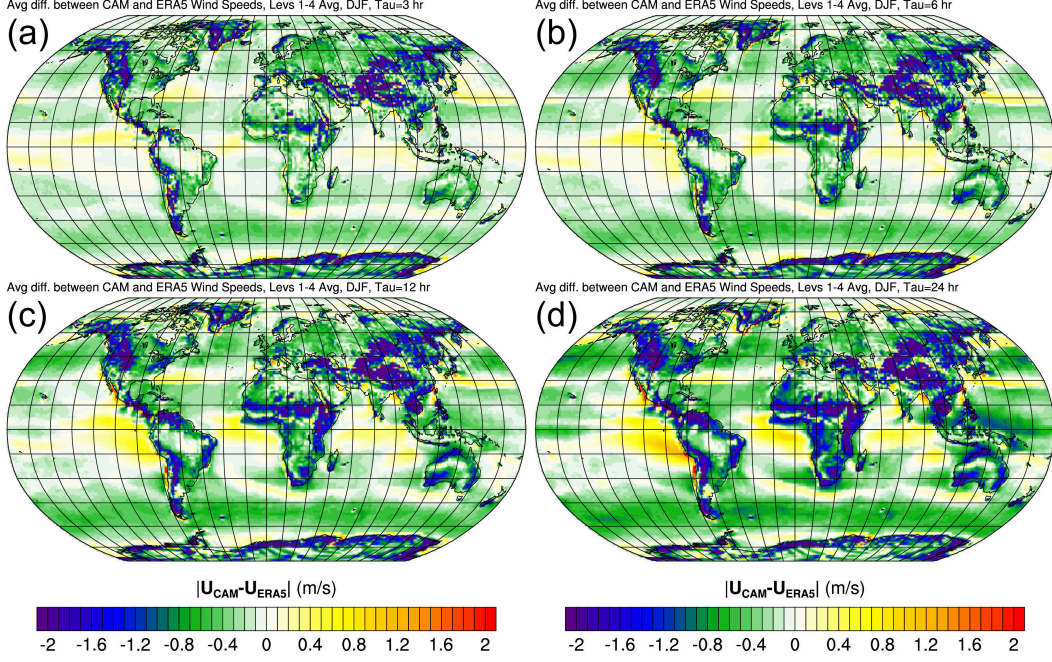 Avg diff. between CAM and ERA5 Wind Speeds, Levs 1-4 Avg, DJF, Tau=3 hr
(a)
Avg diff. between CAM and ERA5 Wind Speeds, Levs 1-4 Avg, DJF, Tau=6 hr
(b)
Avg diff. between CAM and ERA5 Wind Speeds, Levs 1-4 Avg, DJF, Tau=12 hr
(c)
Avg diff. between CAM and ERA5 Wind Speeds, Levs 1-4 Avg, DJF, Tau=24 hr
(d)
|U_CAM-U_ERA5| (m/s)
-2 -1.6 -1.2 -0.8 -0.4 0 0.4 0.8 1.2 1.6 2
|U_CAM-U_ERA5| (m/s)
-2 -1.6 -1.2 -0.8 -0.4 0 0.4 0.8 1.2 1.6 2